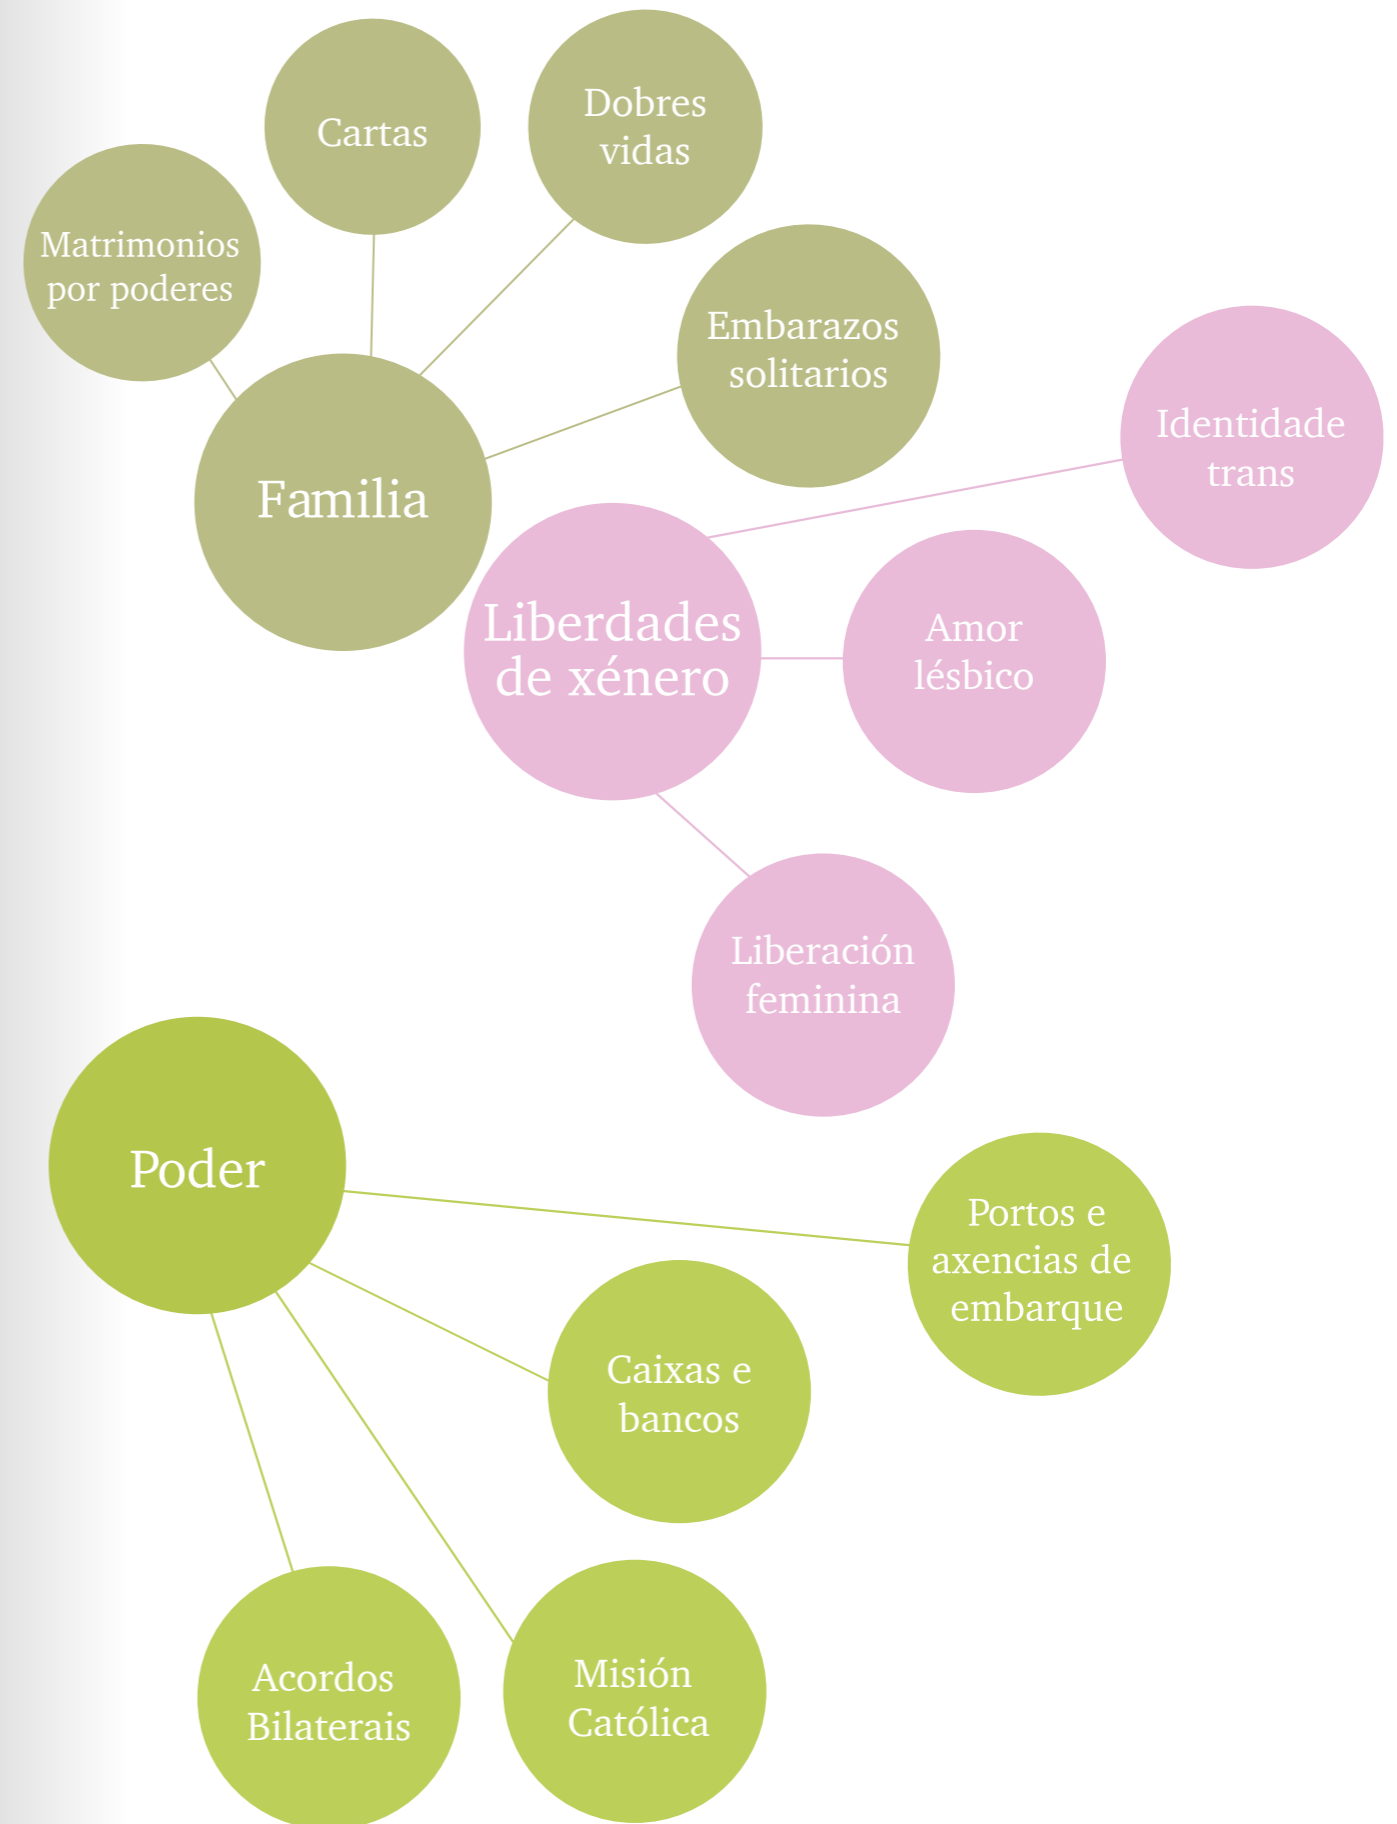 Dobres
vidas
Cartas
Matrimonios
por poderes
Embarazos
solitarios
Familia
Identidade
trans
Liberdades
de xénero
Amor
lésbico
Liberación
feminina
Poder
Portos e
axencias de
embarque
Caixas e
bancos
Acordos
Bilaterais
Misión
Católica